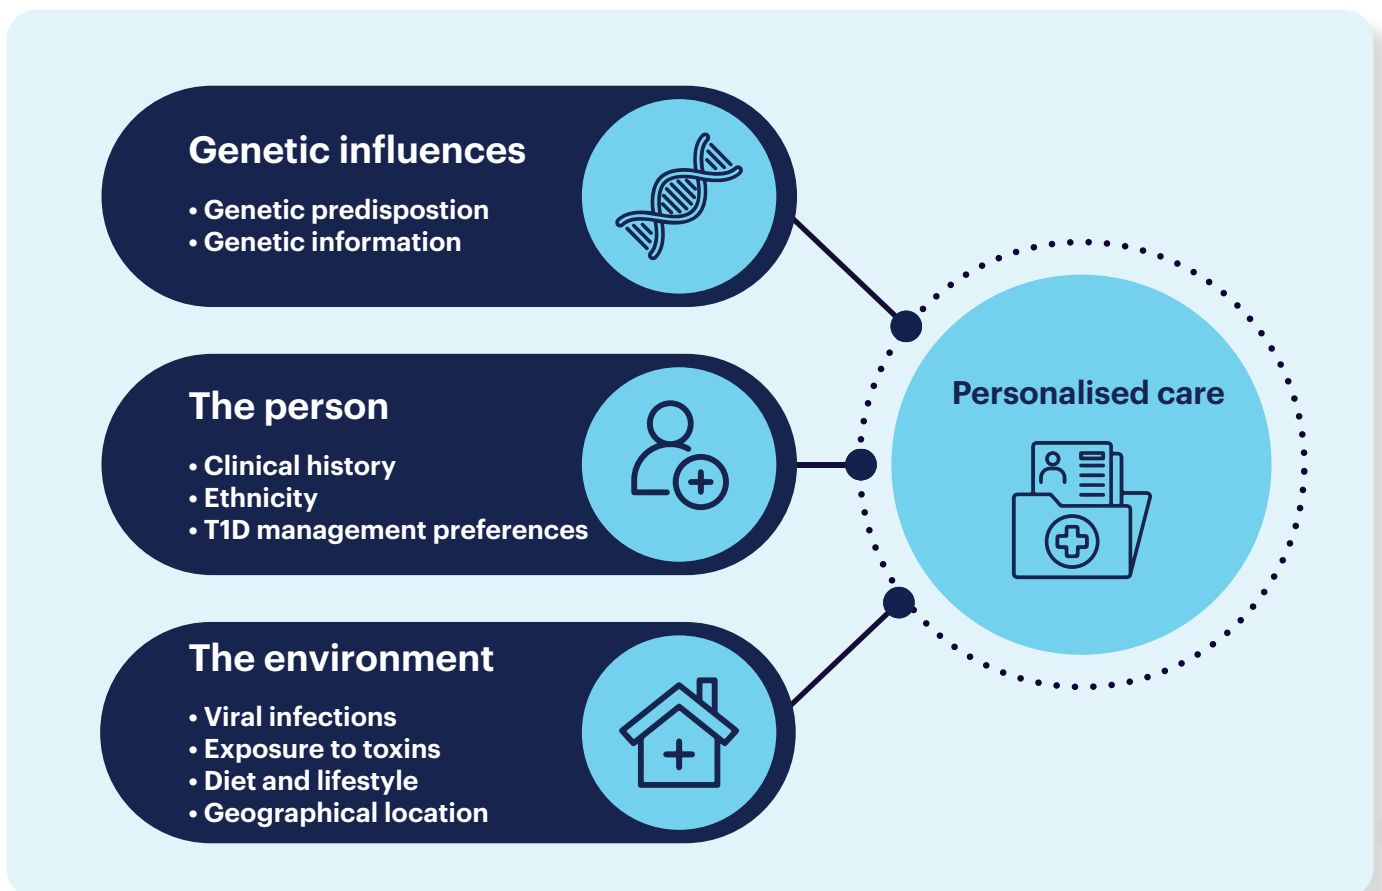 Genetic influences
• Genetic predispostion
• Genetic information
The person
• Clinical history
• Ethnicity
• T1D management preferences
The environment
• Viral infections
• Exposure to toxins
• Diet and lifestyle
• Geographical location
Personalised care